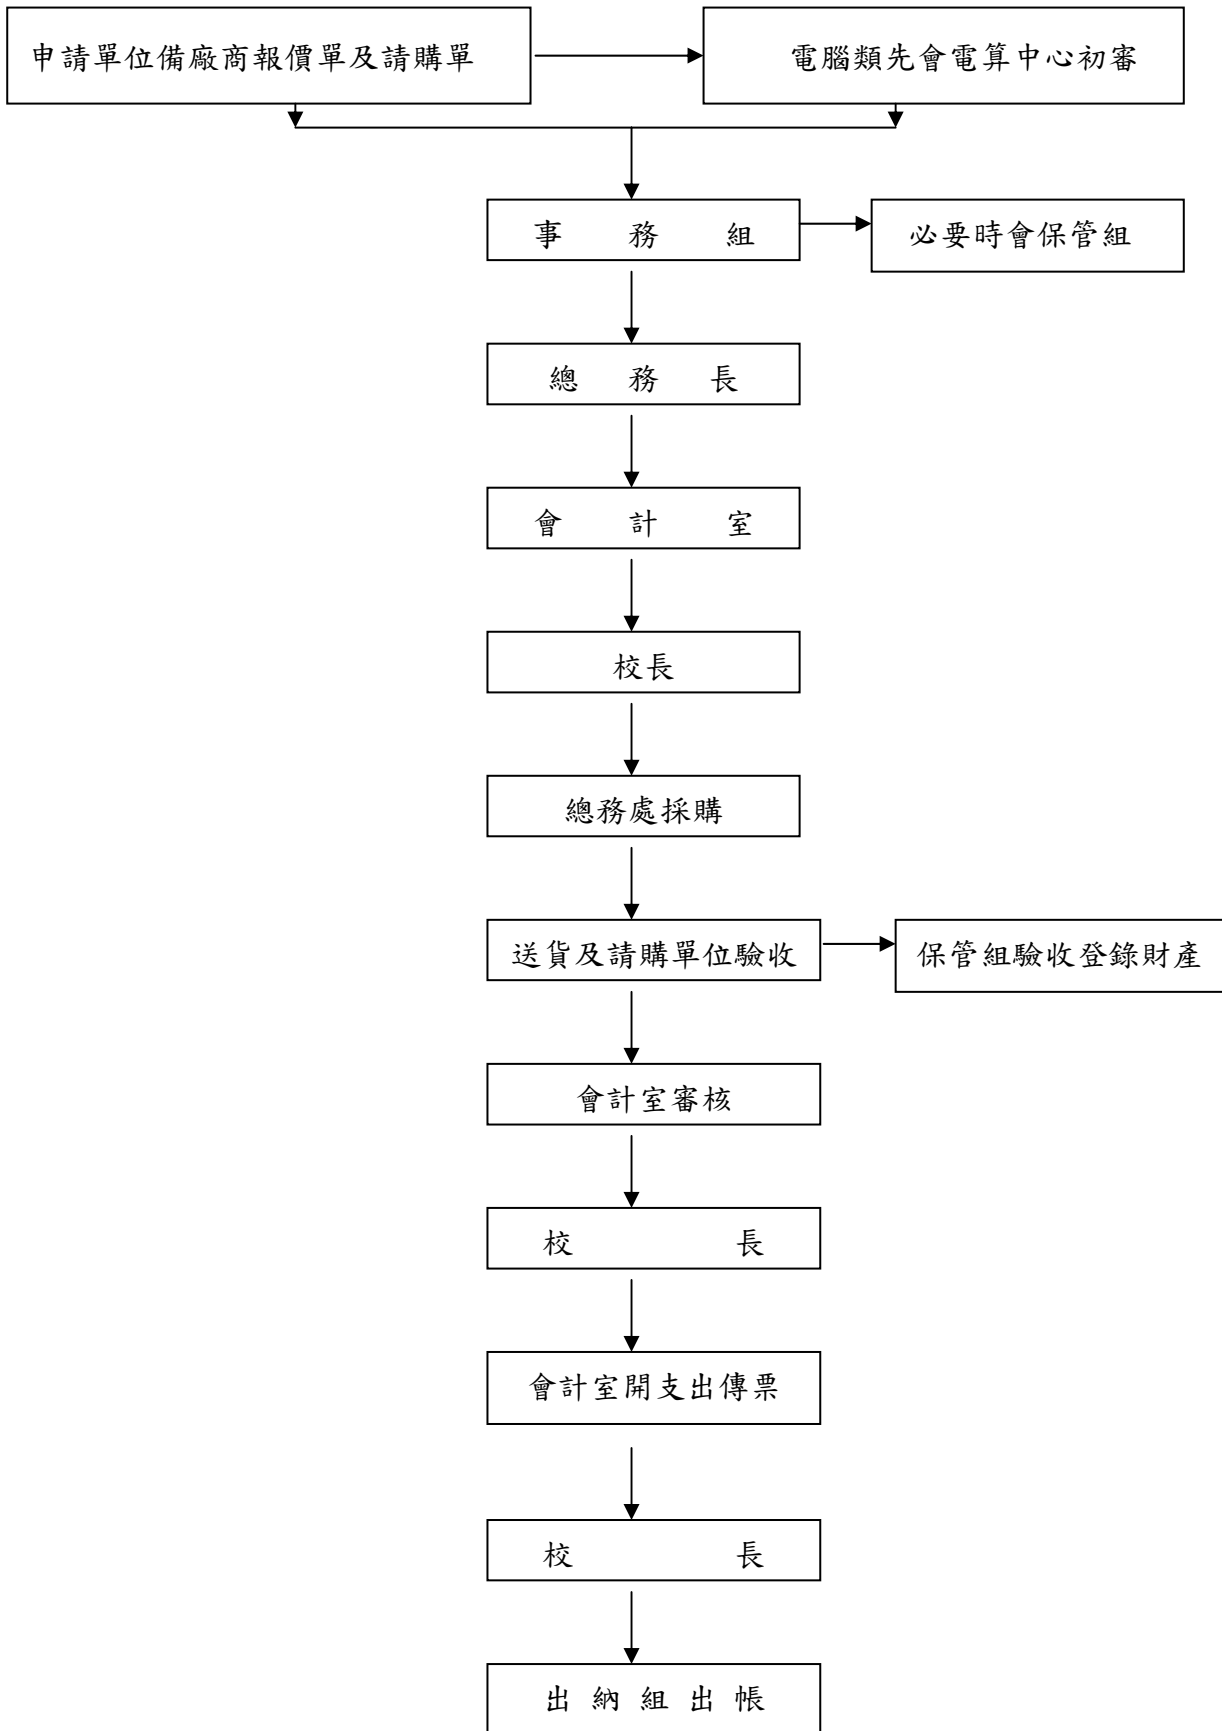 申請單位備廠商報價單及請購單
電腦類先會電算中心初審
事務組
必要時會保管組
總務長
會計室
校長
總務處採購
送貨及請購單位驗收
保管組驗收登錄財產
會計室審核
校長
會計室開支出傳票
校長
出納組出帳